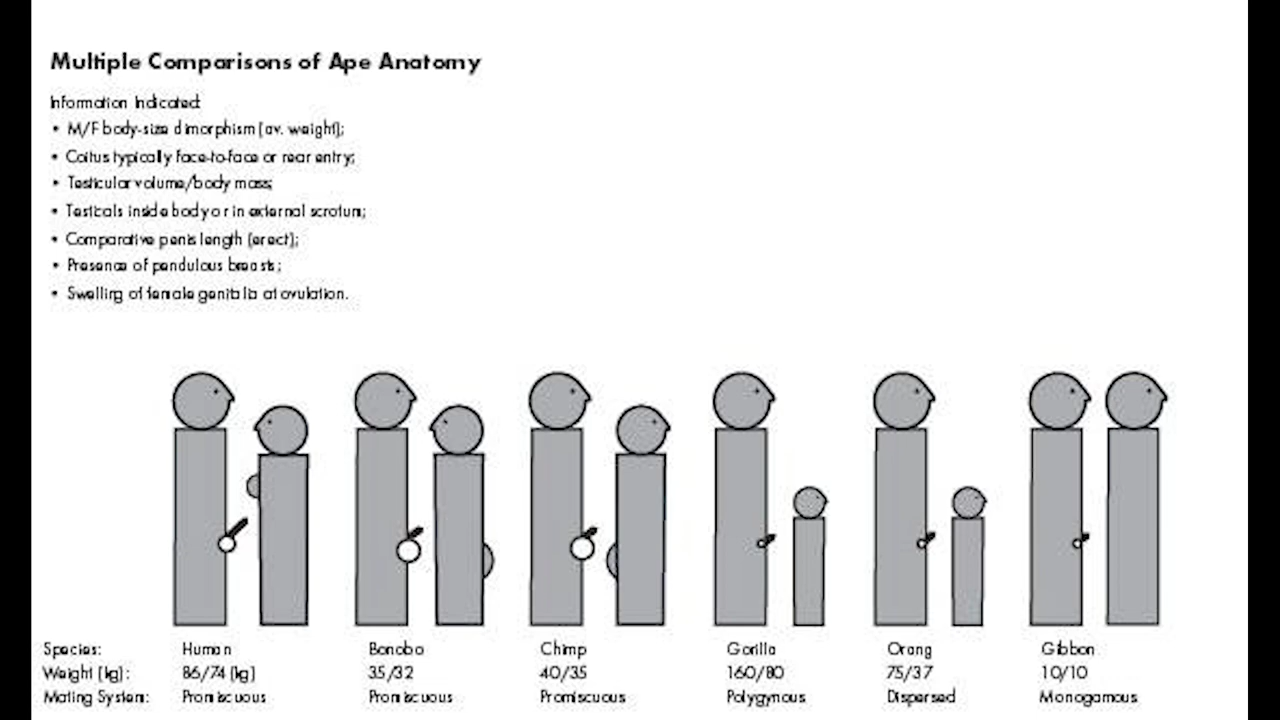 Multiple Comparisons of Ape Anatomy
Information Indicated:
• M/F body-size dimorphism (av. weight);
• Coitus typically face-to-face or rear entry;
• Testicular volume/body mass;
• Testicals inside body or in external scrotum;
• Comparative penis length (erect);
• Presence of pendulous breasts;
• Swelling of female genitalia at ovulation.
Species: Human Bonobo Chimp Gorilla Orang Gibbon
Weight (kg): 86/74 (kg) 35/32 40/35 160/80 75/37 10/10
Mating System: Promiscuous Promiscuous Promiscuous Polygynous Dispersed Monogamous